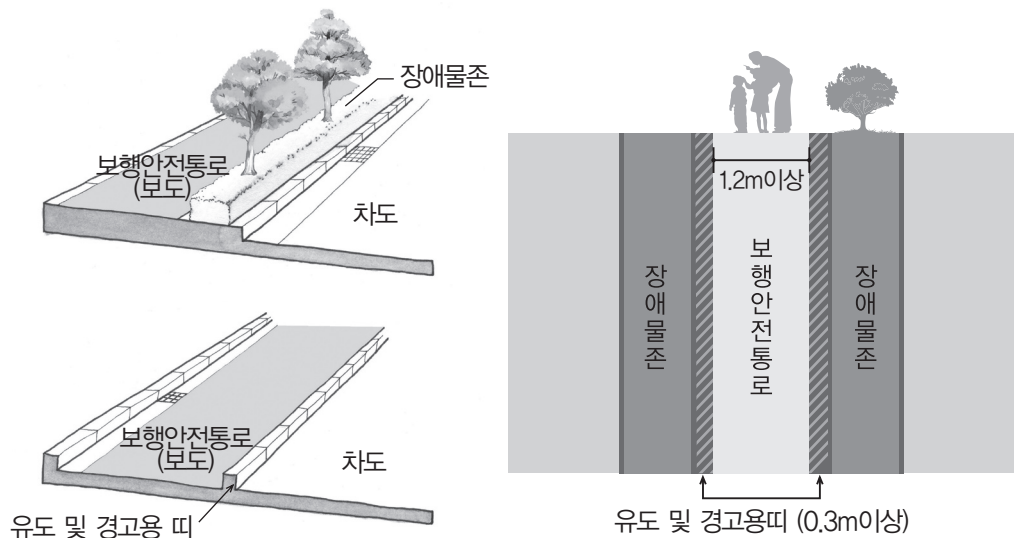 장애물존
보행안전통로
(보도)
차도
보행안전통로
(보도)
차도
유도 및 경고용 띠
1.2m이상
장애물존
보행안전통로
장애물존
유도 및 경고용띠 (0.3m이상)